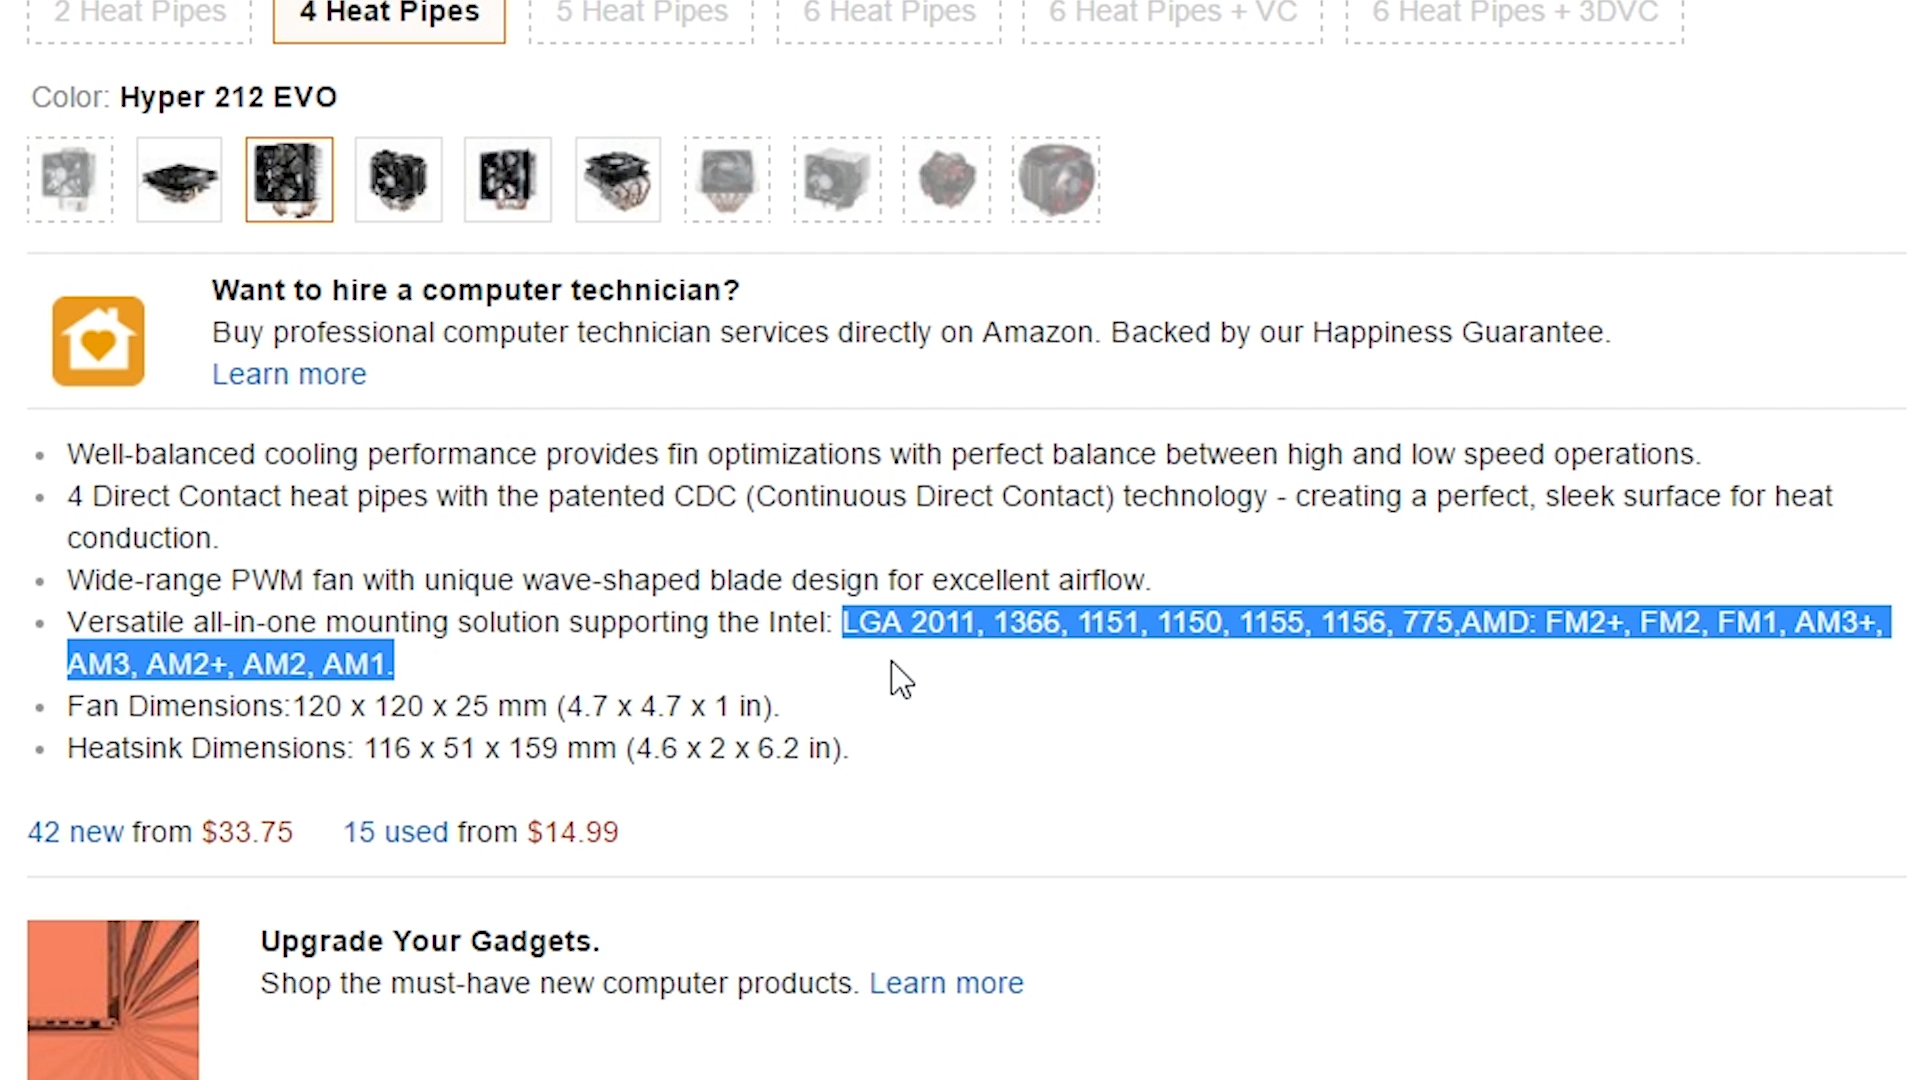 2 Heat Pipes 4 Heat Pipes 5 Heat Pipes 6 Heat Pipes 6 Heat Pipes + VC 6 Heat Pipes + 3DVC
Color: Hyper 212 EVO
Want to hire a computer technician?
Buy professional computer technician services directly on Amazon. Backed by our Happiness Guarantee.
Learn more
Well-balanced cooling performance provides fin optimizations with perfect balance between high and low speed operations.
4 Direct Contact heat pipes with the patented CDC (Continuous Direct Contact) technology - creating a perfect, sleek surface for heat
conduction.
Wide-range PWM fan with unique wave-shaped blade design for excellent airflow.
Versatile all-in-one mounting solution supporting the Intel: LGA 2011, 1366, 1151, 1150, 1155, 1156, 775,AMD: FM2+, FM2, FM1, AM3+,
AM3, AM2+, AM2, AM1.
Fan Dimensions:120 x 120 x 25 mm (4.7 x 4.7 x 1 in).
Heatsink Dimensions: 116 x 51 x 159 mm (4.6 x 2 x 6.2 in).
42 new from $33.75 15 used from $14.99
Upgrade Your Gadgets.
Shop the must-have new computer products. Learn more